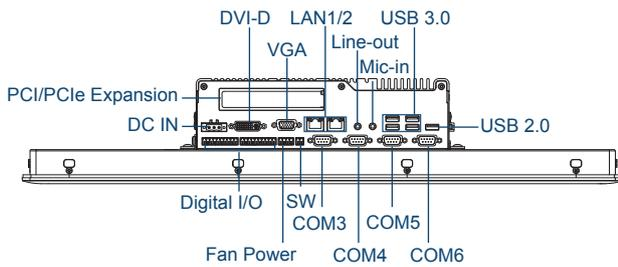 DVI-D LAN1/2 USB 3.0
VGA Line-out
Mic-in
PCI/PCIe Expansion
DC IN
USB 2.0
Digital I/O SW
COM3 COM5
Fan Power COM4 COM6